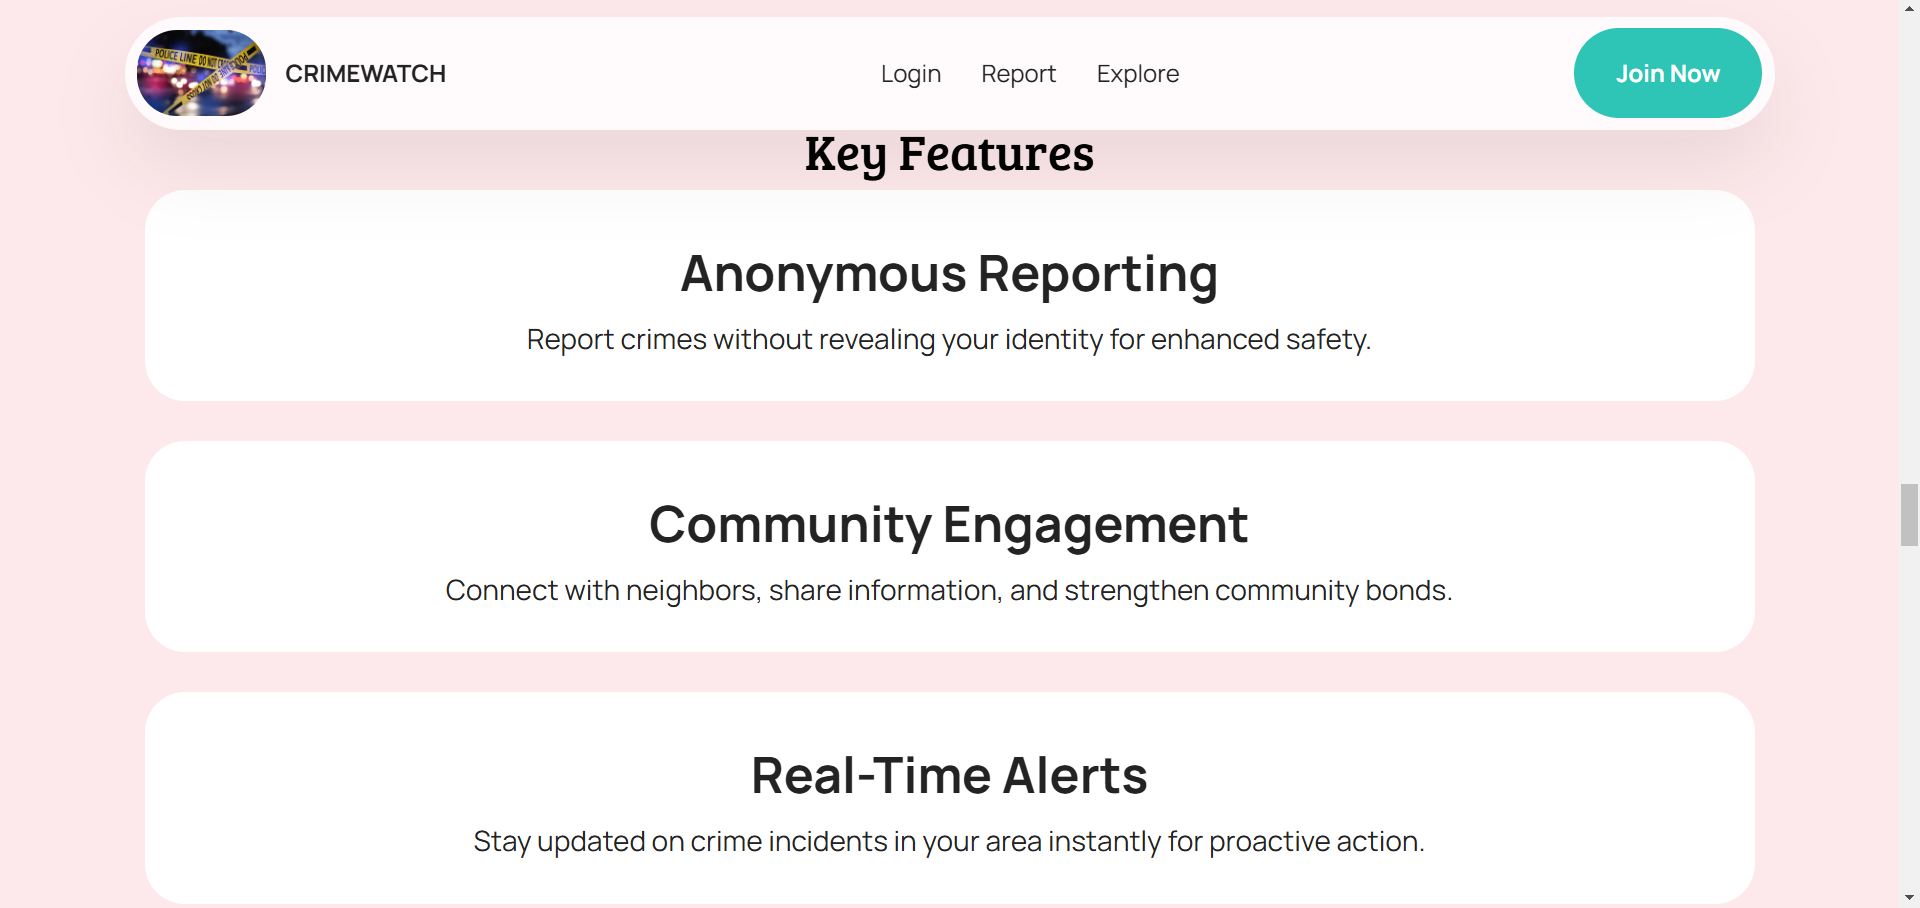 POLICE LINE DO NOT CROSS
CRIMEWATCH
Login
Report
Explore
Join Now
Key Features
Anonymous Reporting
Report crimes without revealing your identity for enhanced safety.
Community Engagement
Connect with neighbors, share information, and strengthen community bonds.
Real-Time Alerts
Stay updated on crime incidents in your area instantly for proactive action.